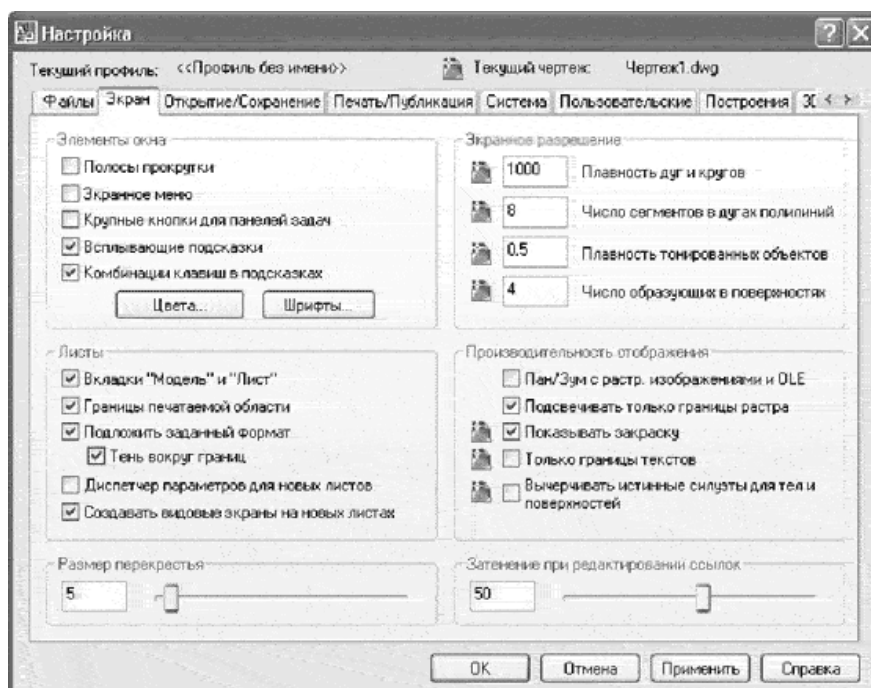 Настройка
Текущий профиль: <<Профиль без имени>> Текущий чертеж: Чертеж1.dwg
Файлы Экран Открытие/Сохранение Печать/Публикация Система Пользовательские Построения
Элементы окна
Полосы прокрутки
Экранное меню
Крупные кнопки для панелей задач
Всплывающие подсказки
Комбинации клавиш в подсказках
Цвета... Шрифты...
Экранное разрешение
1000 Плавность дуг и кругов
8 Число сегментов в дугах полилиний
0.5 Плавность тонированных объектов
4 Число образующих в поверхностях
Листы
Вкладки "Модель" и "Лист"
Границы печатаемой области
Подложить заданный формат
Тень вокруг границ
Диспетчер параметров для новых листов
Создавать видовые экраны на новых листах
Производительность отображения
Пан/Зум с растр. изображениями и OLE
Подсвечивать только границы растра
Показывать закраску
Только границы текстов
Вычерчивать истинные силуэты для тел и
поверхностей
Размер перекрестья
5
Затенение при редактировании ссылок
50
OK Отмена Применить Справка